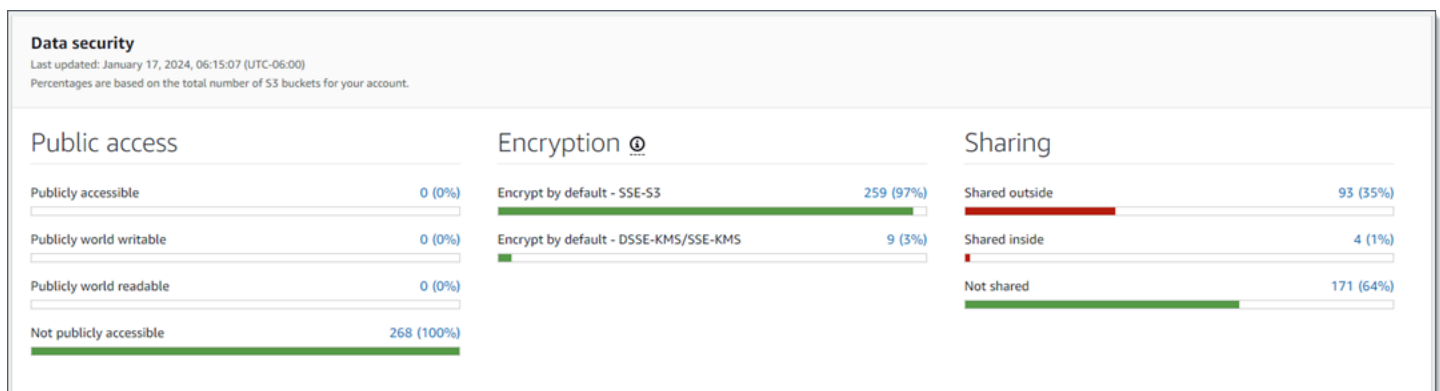 Data security
Last updated: January 17, 2024, 06:15:07 (UTC-06:00)
Percentages are based on the total number of S3 buckets for your account.
Public access
Publicly accessible 0 (0%)
Publicly world writable 0 (0%)
Publicly world readable 0 (0%)
Not publicly accessible 268 (100%)
Encryption
Encrypt by default - SSE-S3 259 (97%)
Encrypt by default - DSSE-KMS/SSE-KMS 9 (3%)
Sharing
Shared outside 93 (35%)
Shared inside 4 (1%)
Not shared 171 (64%)